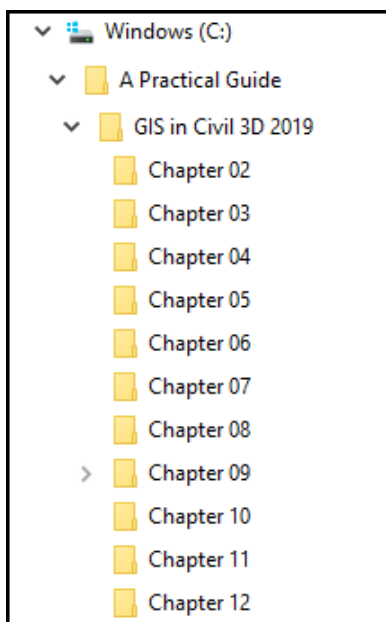 Windows (C:)
A Practical Guide
GIS in Civil 3D 2019
Chapter 02
Chapter 03
Chapter 04
Chapter 05
Chapter 06
Chapter 07
Chapter 08
Chapter 09
Chapter 10
Chapter 11
Chapter 12